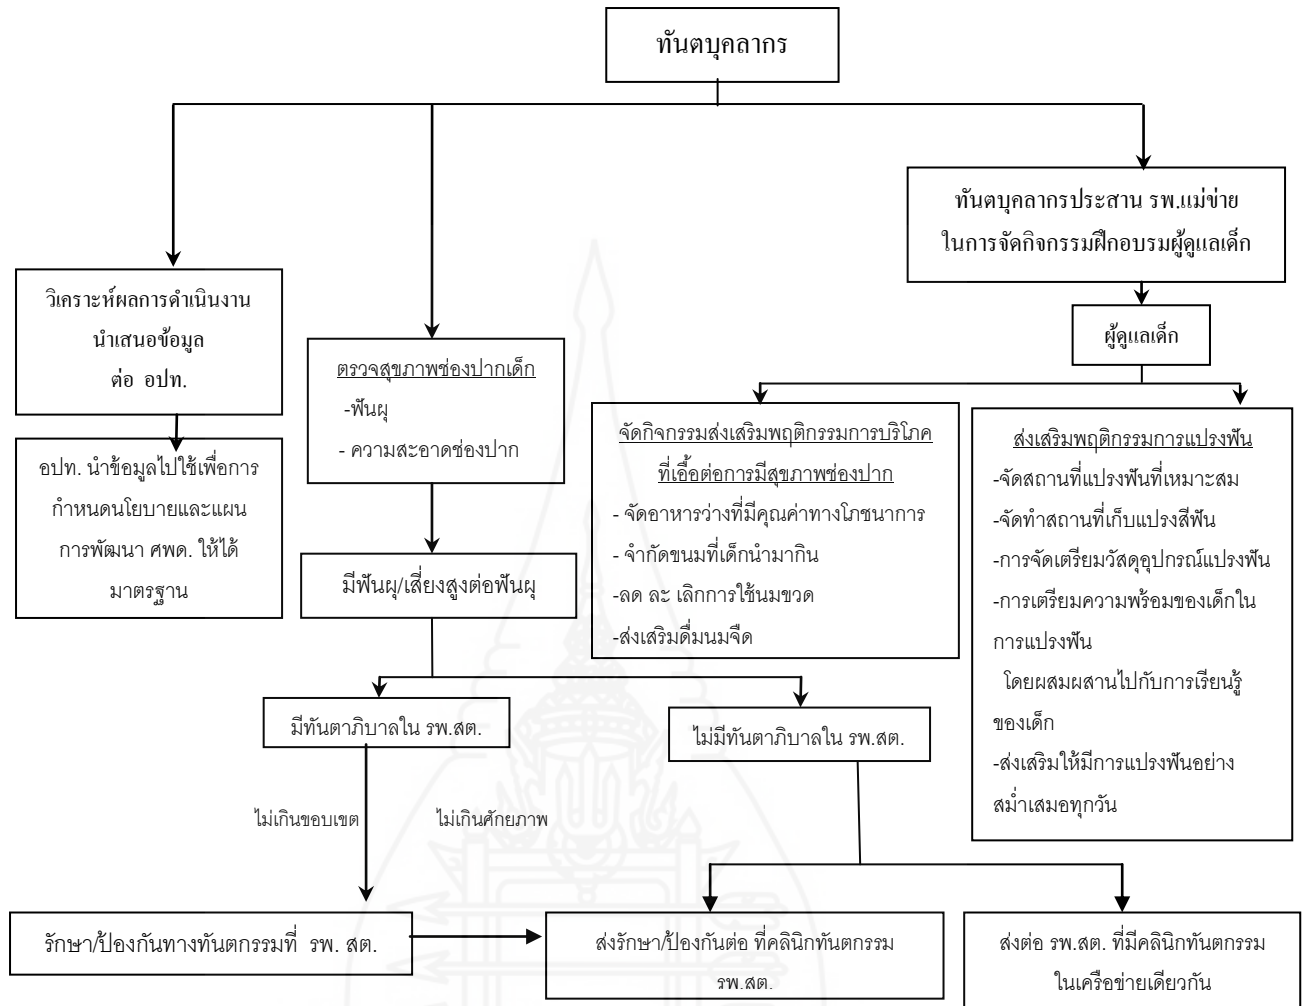 ทันตบุคลากร
ทันตบุคลากรประสาน รพ.แม่ข่าย
ในการจัดกิจกรรมฝึกอบรมผู้ดูแลเด็ก
วิเคราะห์ผลการดำเนินงาน
นำเสนอข้อมูล
ต่อ อปท.
อปท. นำข้อมูลไปใช้เพื่อการ
กำหนดนโยบายและแผน
การพัฒนา ศพด. ให้ได้
มาตรฐาน
ตรวจสุขภาพช่องปากเด็ก
-ฟันผุ
- ความสะอาดช่องปาก
มีฟันผุ/เสี่ยงสูงต่อฟันผุ
ผู้ดูแลเด็ก
จัดกิจกรรมส่งเสริมพฤติกรรมการบริโภค
ที่เอื้อต่อการมีสุขภาพช่องปาก
- จัดอาหารว่างที่มีคุณค่าทางโภชนาการ
- จำกัดขนมที่เด็กนำมากิน
-ลด ละ เลิกการใช้นมขวด
-ส่งเสริมดื่มนมจืด
ส่งเสริมพฤติกรรมการแปรงฟัน
-จัดสถานที่แปรงฟันที่เหมาะสม
-จัดทำสถานที่เก็บแปรงสีฟัน
-การจัดเตรียมวัสดุอุปกรณ์แปรงฟัน
-การเตรียมความพร้อมของเด็กใน
การแปรงฟัน
โดยผสมผสานไปกับการเรียนรู้
ของเด็ก
-ส่งเสริมให้มีการแปรงฟันอย่าง
สม่ำเสมอทุกวัน
มีทันตาภิบาลใน รพ.สต.
ไม่มีทันตาภิบาลใน รพ.สต.
ไม่เกินขอบเขต
ไม่เกินศักยภาพ
รักษา/ป้องกันทางทันตกรรมที่ รพ. สต.
ส่งรักษา/ป้องกันต่อ ที่คลินิกทันตกรรม
รพ.สต.
ส่งต่อ รพ.สต. ที่มีคลินิกทันตกรรม
ในเครือข่ายเดียวกัน